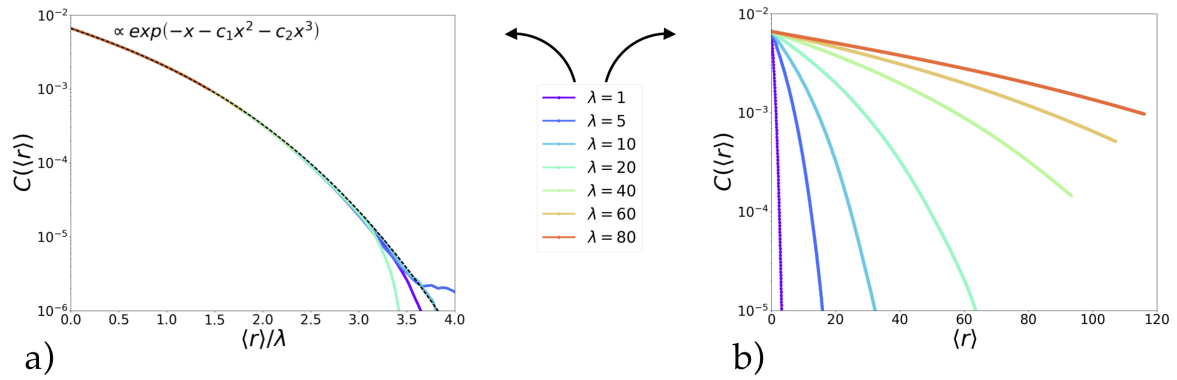 ∝ exp(−x − c₁x² − c₂x³)
C(⟨r⟩)
10⁻²
10⁻³
10⁻⁴
10⁻⁵
10⁻⁶
0.0 0.5 1.0 1.5 2.0 2.5 3.0 3.5 4.0
⟨r⟩/λ
a)
λ = 1
λ = 5
λ = 10
λ = 20
λ = 40
λ = 60
λ = 80
C(⟨r⟩)
10⁻²
10⁻³
10⁻⁴
10⁻⁵
0 20 40 60 80 100 120
⟨r⟩
b)